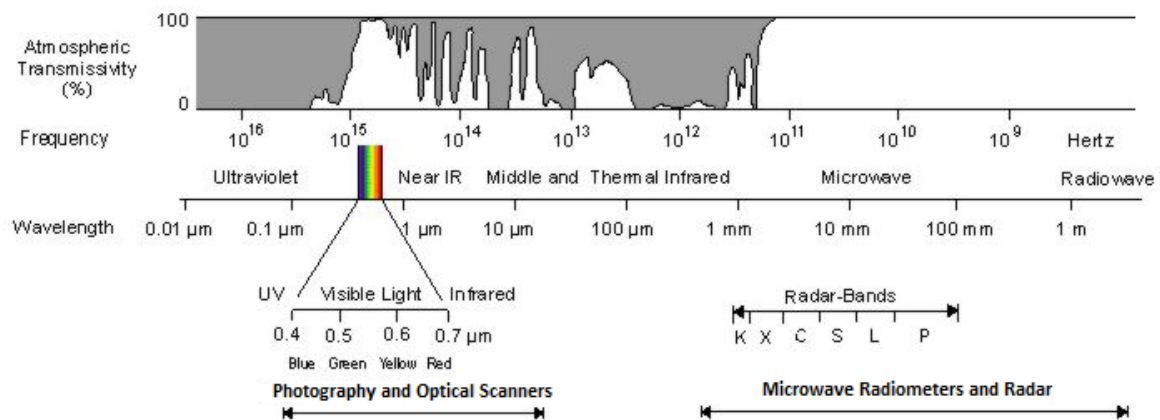 100
Atmospheric
Transmissivity
(%)
0
Frequency 10¹⁶ 10¹⁵ 10¹⁴ 10¹³ 10¹² 10¹¹ 10¹⁰ 10⁹ Hertz
Ultraviolet Near IR Middle and Thermal Infrared Microwave Radiowave
Wavelength 0.01 µm 0.1 µm 1 µm 10 µm 100 µm 1 mm 10 mm 100 mm 1 m
UV Visible Light Infrared Radar-Bands
0.4 0.5 0.6 0.7 µm K X C S L P
Blue Green Yellow Red
Photography and Optical Scanners Microwave Radiometers and Radar